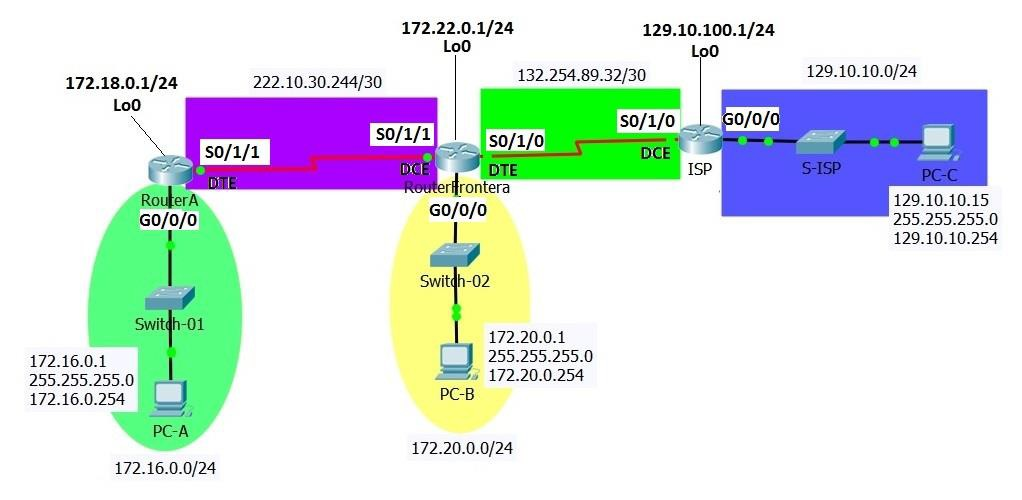 172.22.0.1/24
Lo0
129.10.100.1/24
Lo0
172.18.0.1/24
Lo0
222.10.30.244/30
132.254.89.32/30
129.10.10.0/24
S0/1/1
DTE
S0/1/1
DCE
S0/1/0
DTE
S0/1/0
DCE
G0/0/0
RouterA
RouterFrontera
ISP
S-ISP
PC-C
129.10.10.15
255.255.255.0
129.10.10.254
G0/0/0
Switch-01
172.16.0.1
255.255.255.0
172.16.0.254
PC-A
172.16.0.0/24
G0/0/0
Switch-02
172.20.0.1
255.255.255.0
172.20.0.254
PC-B
172.20.0.0/24